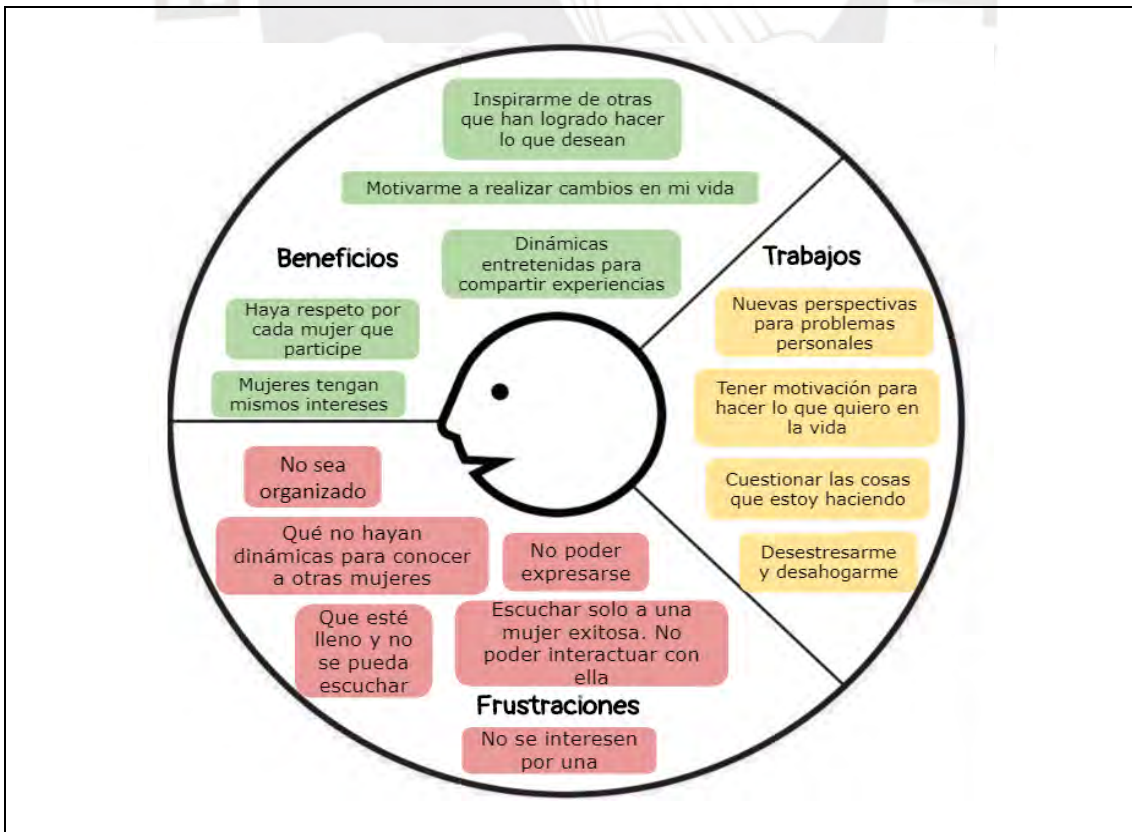 Inspirarme de otras
que han logrado hacer
lo que desean
Motivarme a realizar cambios en mi vida
Dinámicas
entretenidas para
compartir experiencias
Beneficios
Haya respeto por
cada mujer que
participe
Mujeres tengan
mismos intereses
Trabajos
Nuevas perspectivas
para problemas
personales
Tener motivación para
hacer lo que quiero en
la vida
Cuestionar las cosas
que estoy haciendo
Desestresarme
y desahogarme
No sea
organizado
Qué no hayan
dinámicas para conocer
a otras mujeres
No poder
expresarse
Que esté
lleno y no
se pueda
escuchar
Escuchar solo a una
mujer exitosa. No
poder interactuar con
ella
Frustraciones
No se interesen
por una